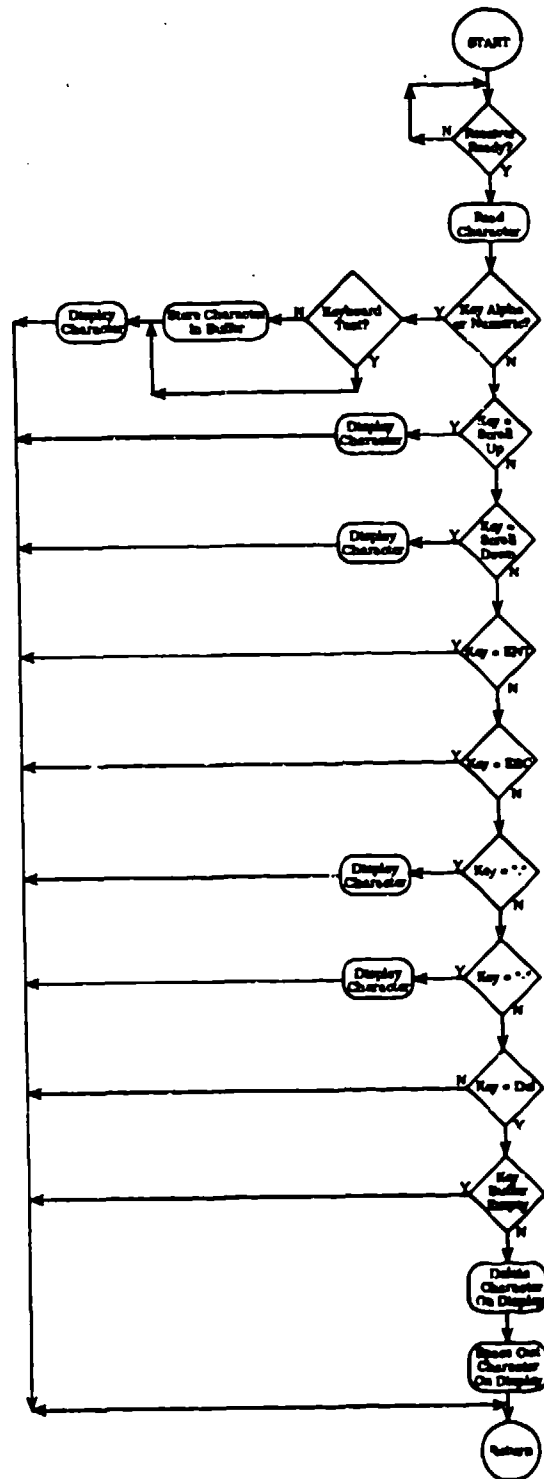 START
N
Receiver
Ready?
Y
Read
Character
Display
Character
Store Character
In Buffer
N
Keyboard
Test?
Y
Y
Key Alpha
or Numeric?
N
Display
Character
Y
Key =
Scroll
Up
N
Display
Character
Y
Key =
Scroll
Down
N
Y
Key = ENT
N
Y
Key = ESC
N
Display
Character
Y
Key = "."
N
Display
Character
Y
Key = "-"
N
N
Key = Del
Y
Y
Key
Buffer
Empty
N
Delete
Character
On Display
Space Out
Character
On Display
Return